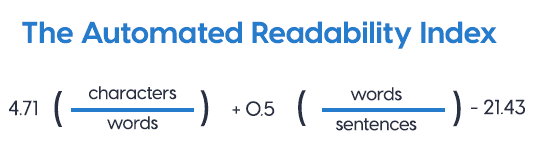 The Automated Readability Index
4.71 ( characters / words ) + 0.5 ( words / sentences ) - 21.43